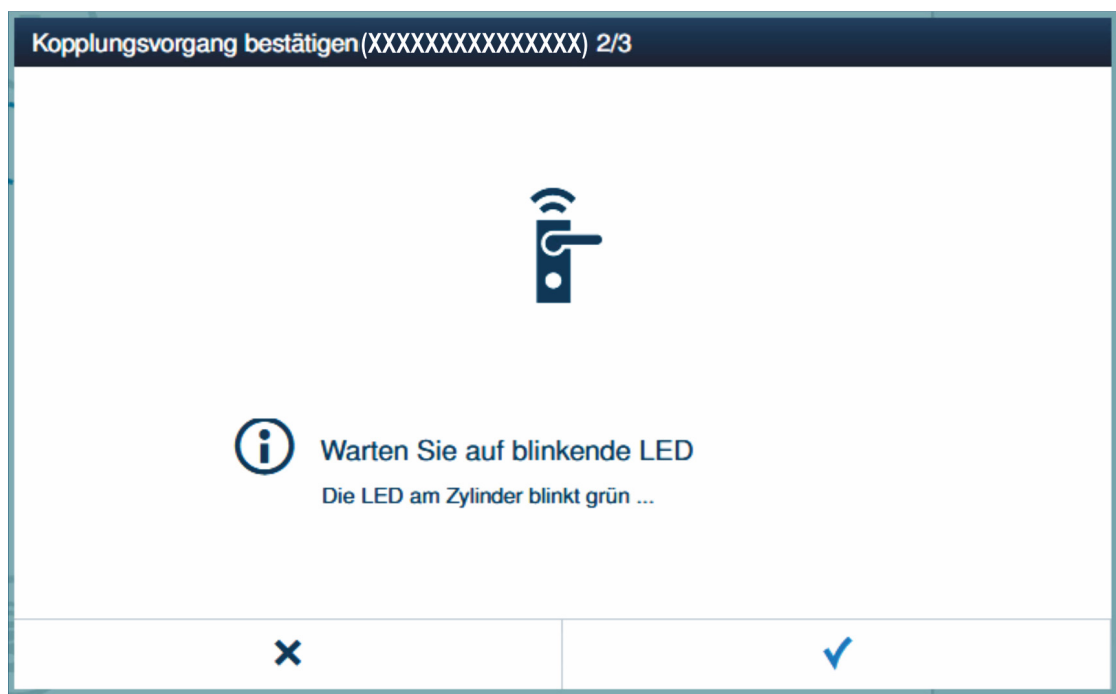 Kopplungsvorgang bestätigen(XXXXXXXXXXXXXXX) 2/3
Warten Sie auf blinkende LED
Die LED am Zylinder blinkt grün ...